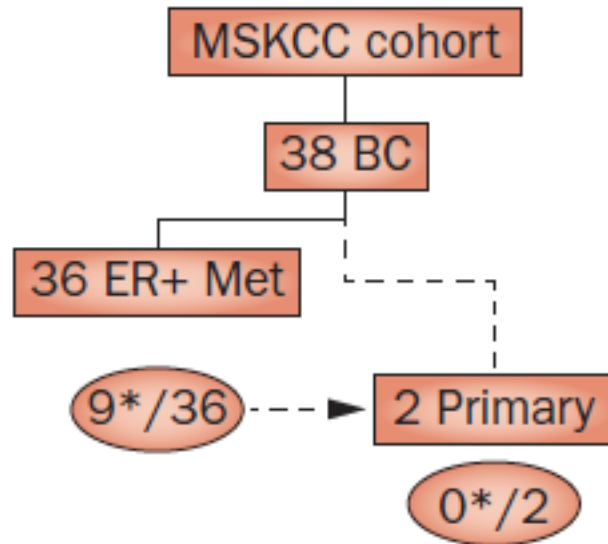 MSKCC cohort
38 BC
36 ER+ Met
9*/36
2 Primary
0*/2